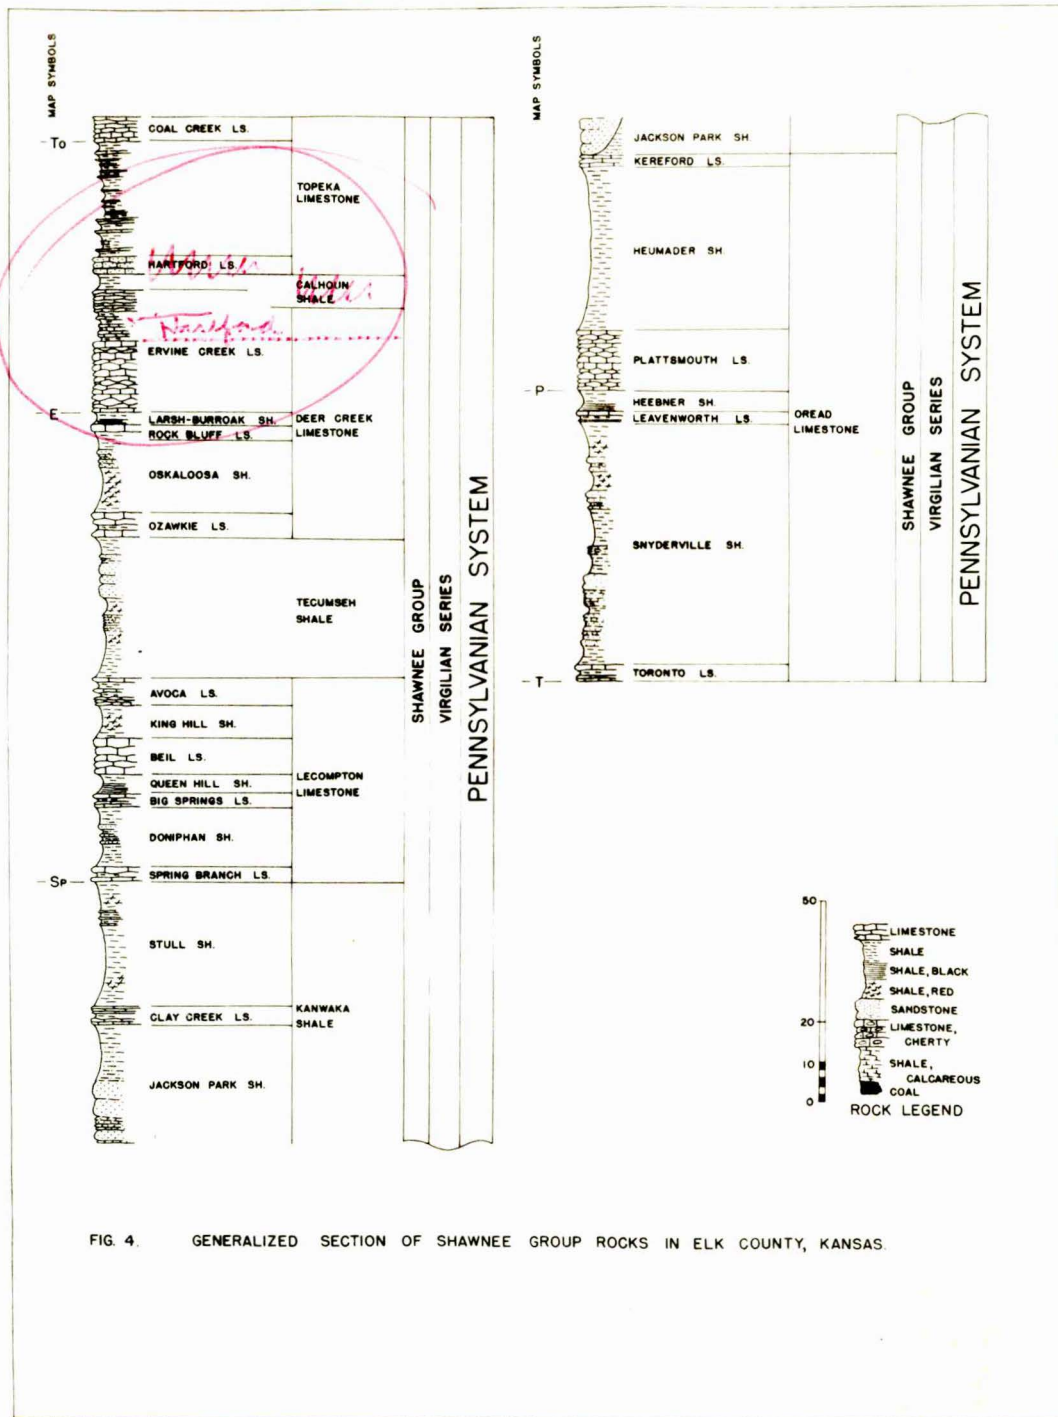 MAP SYMBOLS
To
COAL CREEK LS.
TOPEKA
LIMESTONE
HARTFORD LS.
CALHOUN
SHALE
Hartford
ERVINE CREEK LS.
E
LARSH-BURROAK SH.
DEER CREEK
LIMESTONE
ROCK BLUFF LS.
OSKALOOSA SH.
OZAWKIE LS.
TECUMSEH
SHALE
AVOCA LS.
KING HILL SH.
BEIL LS.
LECOMPTON
LIMESTONE
QUEEN HILL SH.
BIG SPRINGS LS.
DONIPHAN SH.
Sp
SPRING BRANCH LS.
STULL SH.
KANWAKA
SHALE
CLAY CREEK LS.
JACKSON PARK SH.
SHAWNEE GROUP
VIRGILIAN SERIES
PENNSYLVANIAN SYSTEM
MAP SYMBOLS
JACKSON PARK SH.
KEREFORD LS.
HEUMADER SH.
PLATTSMOUTH LS.
P
HEEBNER SH.
LEAVENWORTH LS.
OREAD
LIMESTONE
SNYDERVILLE SH.
T
TORONTO LS.
SHAWNEE GROUP
VIRGILIAN SERIES
PENNSYLVANIAN SYSTEM
50
20
10
0
LIMESTONE
SHALE
SHALE, BLACK
SHALE, RED
SANDSTONE
LIMESTONE,
CHERTY
SHALE,
CALCAREOUS
COAL
ROCK LEGEND
FIG. 4. GENERALIZED SECTION OF SHAWNEE GROUP ROCKS IN ELK COUNTY, KANSAS.